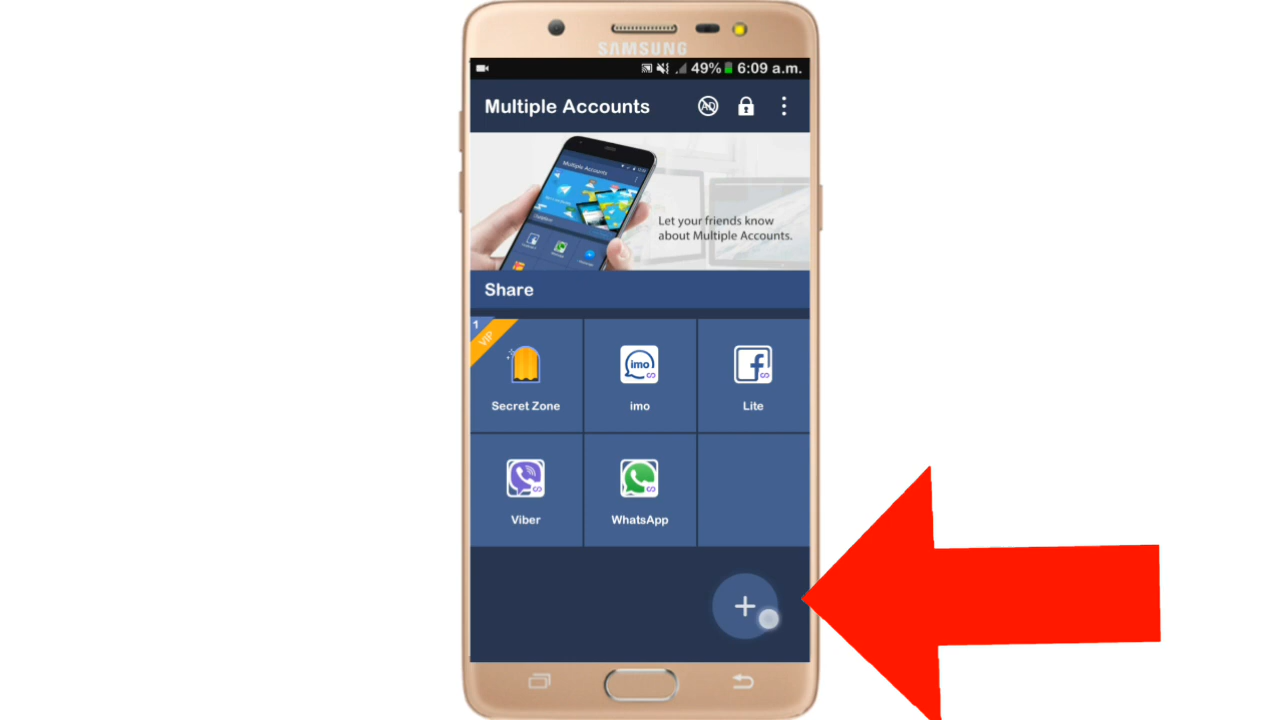 SAMSUNG
49% 6:09 a.m.
Multiple Accounts
AD
Multiple Accounts
Let your friends know
about Multiple Accounts.
Share
1
VIP
Secret Zone
imo
imo
Lite
Viber
WhatsApp